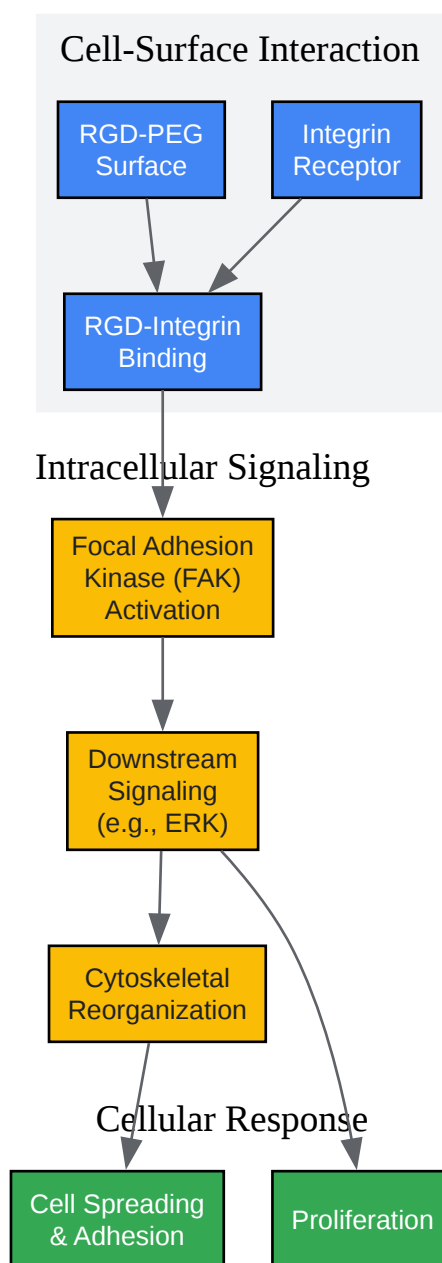 Cell-Surface Interaction
RGD-PEG
Surface
Integrin
Receptor
RGD-Integrin
Binding
Intracellular Signaling
Focal Adhesion
Kinase (FAK)
Activation
Downstream
Signaling
(e.g., ERK)
Cytoskeletal
Reorganization
Cellular Response
Cell Spreading
& Adhesion
Proliferation